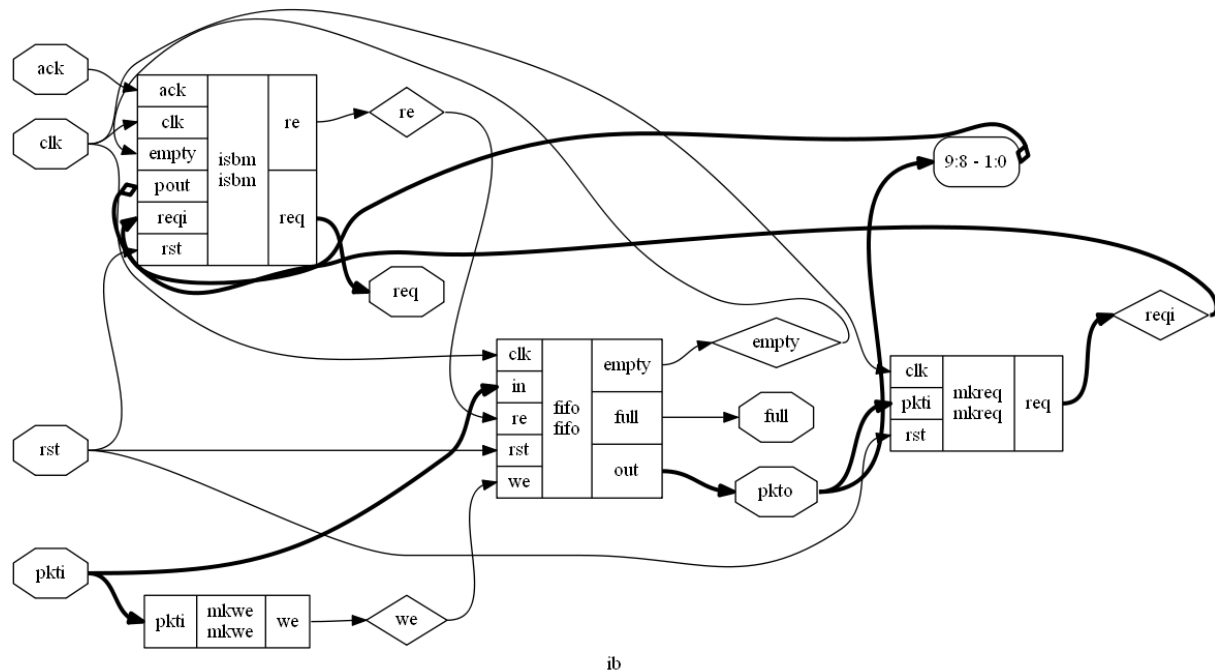 ack
clk
rst
pkti
ack
clk
empty
pout
reqi
rst
isbm
isbm
re
req
re
req
pkti
mkwe
mkwe
we
we
clk
in
re
rst
we
fifo
fifo
empty
full
out
empty
full
pkto
9:8 - 1:0
clk
pkti
rst
mkreq
mkreq
req
reqi
ib